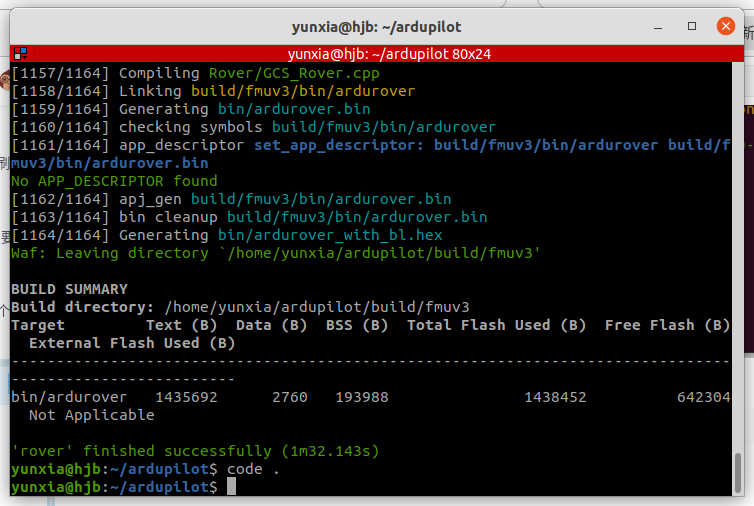 yunxia@hjb: ~/ardupilot
新
yunxia@hjb: ~/ardupilot 80x24
[1157/1164] Compiling Rover/GCS_Rover.cpp
[1158/1164] Linking build/fmuv3/bin/ardurover
[1159/1164] Generating bin/ardurover.bin
[1160/1164] checking symbols build/fmuv3/bin/ardurover
[1161/1164] app_descriptor set_app_descriptor: build/fmuv3/bin/ardurover build/f
muv3/bin/ardurover.bin
No APP_DESCRIPTOR found
[1162/1164] apj_gen build/fmuv3/bin/ardurover.bin
[1163/1164] bin cleanup build/fmuv3/bin/ardurover.bin
要
[1164/1164] Generating bin/ardurover_with_bl.hex
Waf: Leaving directory `/home/yunxia/ardupilot/build/fmuv3'
BUILD SUMMARY
个
Build directory: /home/yunxia/ardupilot/build/fmuv3
Target         Text (B)  Data (B)  BSS (B)  Total Flash Used (B)  Free Flash (B)
  External Flash Used (B)
--------------------------------------------------------------------------------
-------------------------
bin/ardurover   1435692      2760   193988               1438452          642304
  Not Applicable
'rover' finished successfully (1m32.143s)
yunxia@hjb:~/ardupilot$ code .
yunxia@hjb:~/ardupilot$